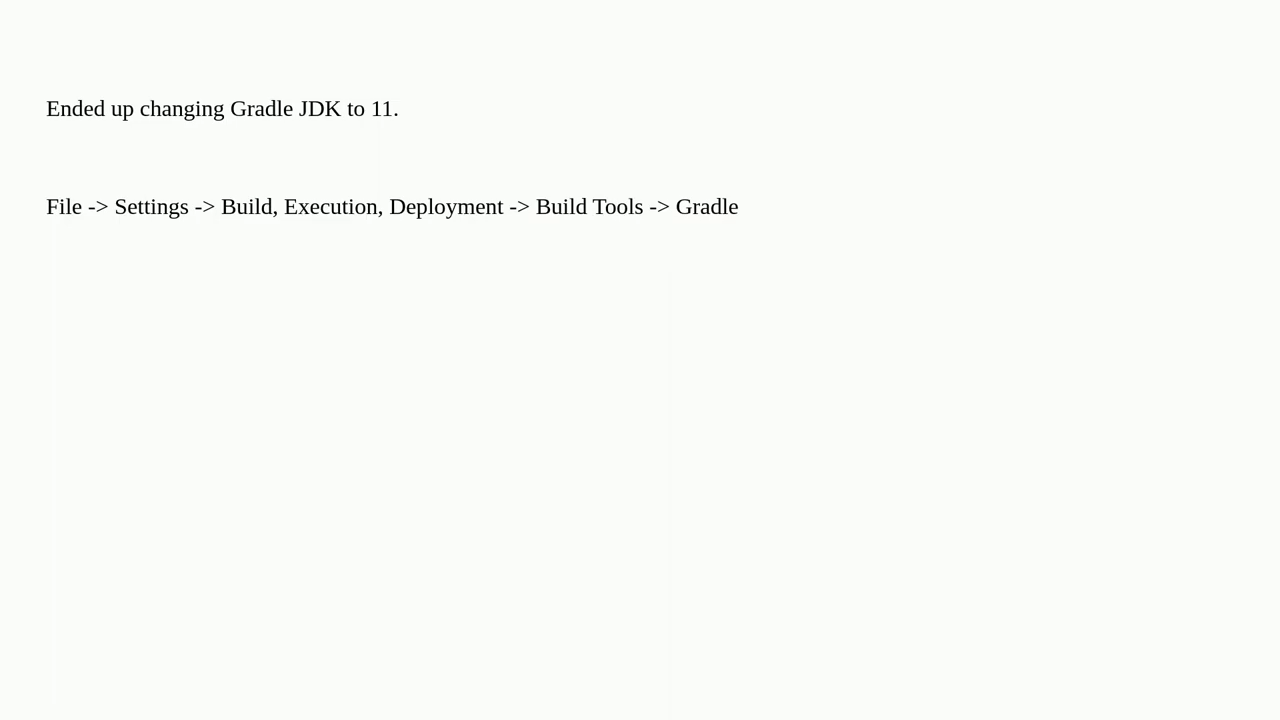 Ended up changing Gradle JDK to 11.
File -> Settings -> Build, Execution, Deployment -> Build Tools -> Gradle